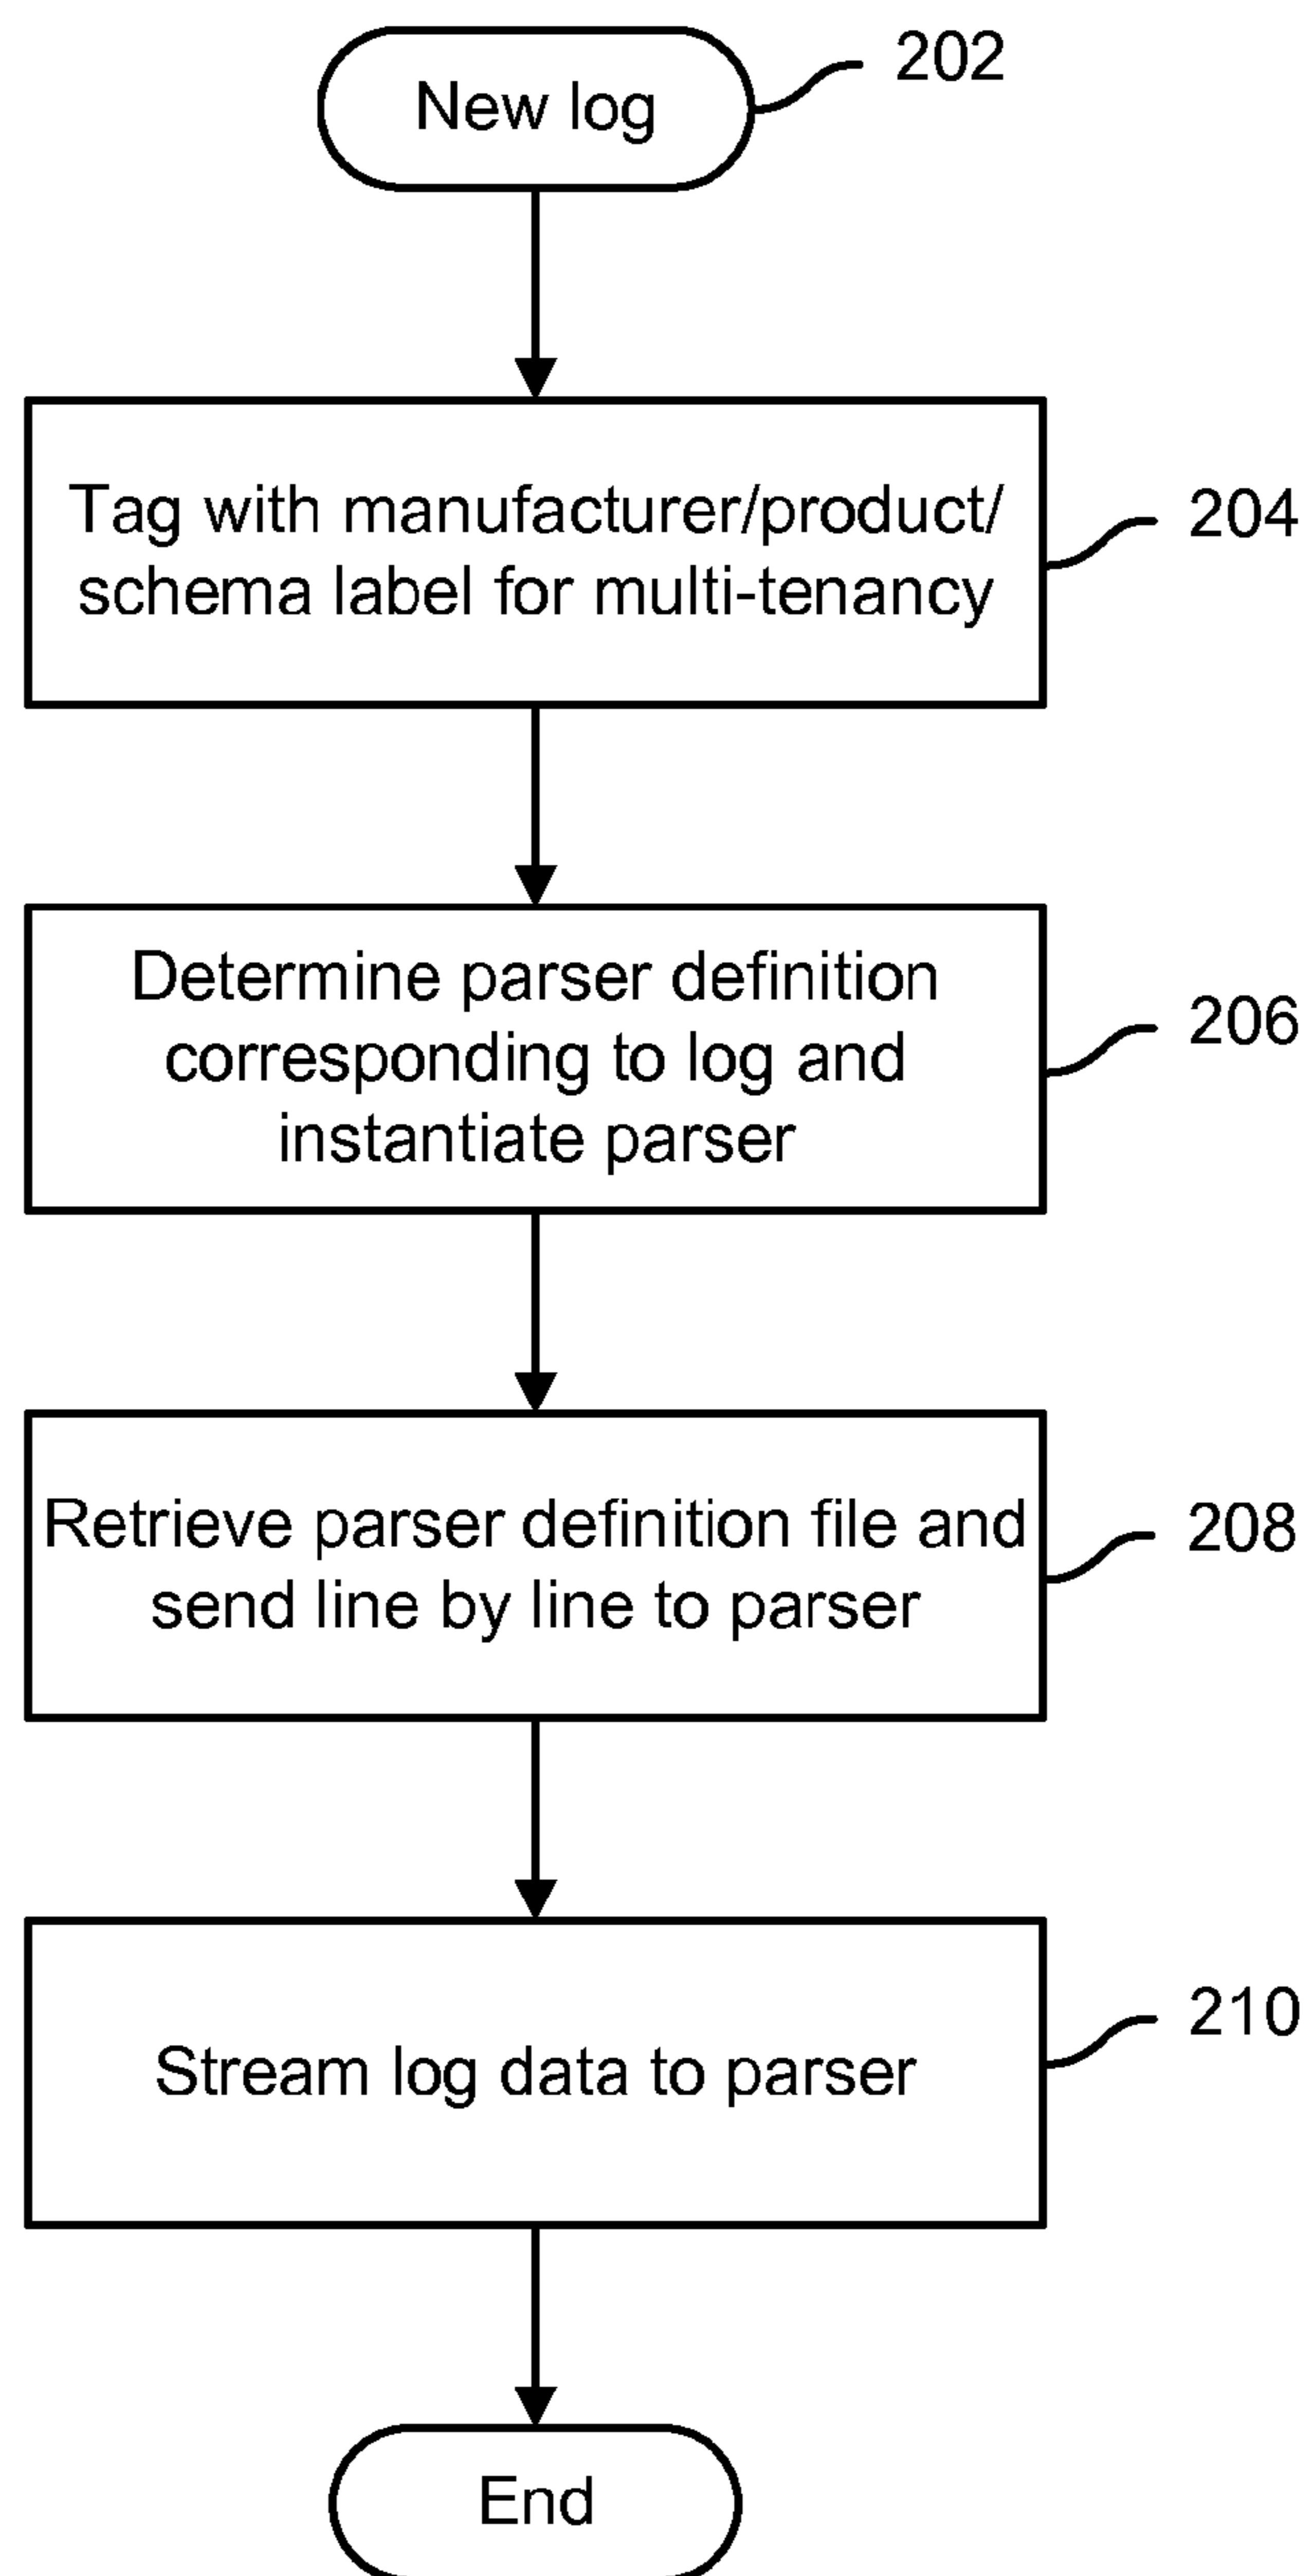 New log
202
Tag with manufacturer/product/
schema label for multi-tenancy
204
Determine parser definition
corresponding to log and
instantiate parser
206
Retrieve parser definition file and
send line by line to parser
208
Stream log data to parser
210
End